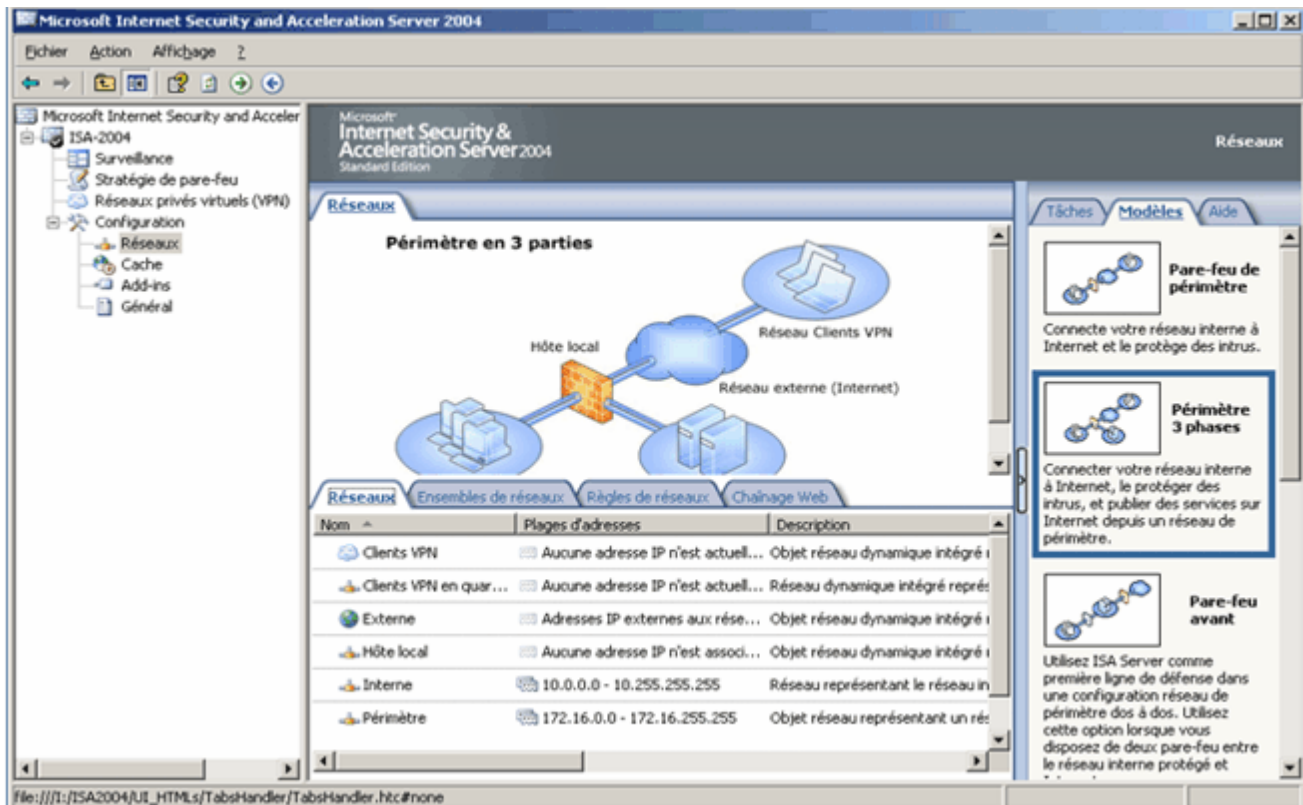 Microsoft Internet Security and Acceleration Server 2004
Fichier Action Affichage ?
Microsoft Internet Security and Acceler
ISA-2004
Surveillance
Stratégie de pare-feu
Réseaux privés virtuels (VPN)
Configuration
Réseaux
Cache
Add-ins
Général
Microsoft
Internet Security &
Acceleration Server 2004
Standard Edition
Réseaux
Réseaux
Périmètre en 3 parties
Réseau Clients VPN
Hôte local
Réseau externe (Internet)
Réseaux Ensembles de réseaux Règles de réseaux Chaînage Web
Nom Plages d'adresses Description
Clients VPN Aucune adresse IP n'est actuell... Objet réseau dynamique intégré
Clients VPN en quar... Aucune adresse IP n'est actuell... Réseau dynamique intégré représ
Externe Adresses IP externes aux rése... Objet réseau dynamique intégré
Hôte local Aucune adresse IP n'est associ... Objet réseau dynamique intégré
Interne 10.0.0.0 - 10.255.255.255 Réseau représentant le réseau in
Périmètre 172.16.0.0 - 172.16.255.255 Objet réseau représentant un rés
Tâches Modèles Aide
Pare-feu de
périmètre
Connecte votre réseau interne à
Internet et le protège des intrus.
Périmètre
3 phases
Connecter votre réseau interne
à Internet, le protéger des
intrus, et publier des services sur
Internet depuis un réseau de
périmètre.
Pare-feu
avant
Utilisez ISA Server comme
première ligne de défense dans
une configuration réseau de
périmètre dos à dos. Utilisez
cette option lorsque vous
disposez de deux pare-feu entre
le réseau interne protégé et
file:///I:/ISA2004/UI_HTMLs/TabsHandler/TabsHandler.htc#none